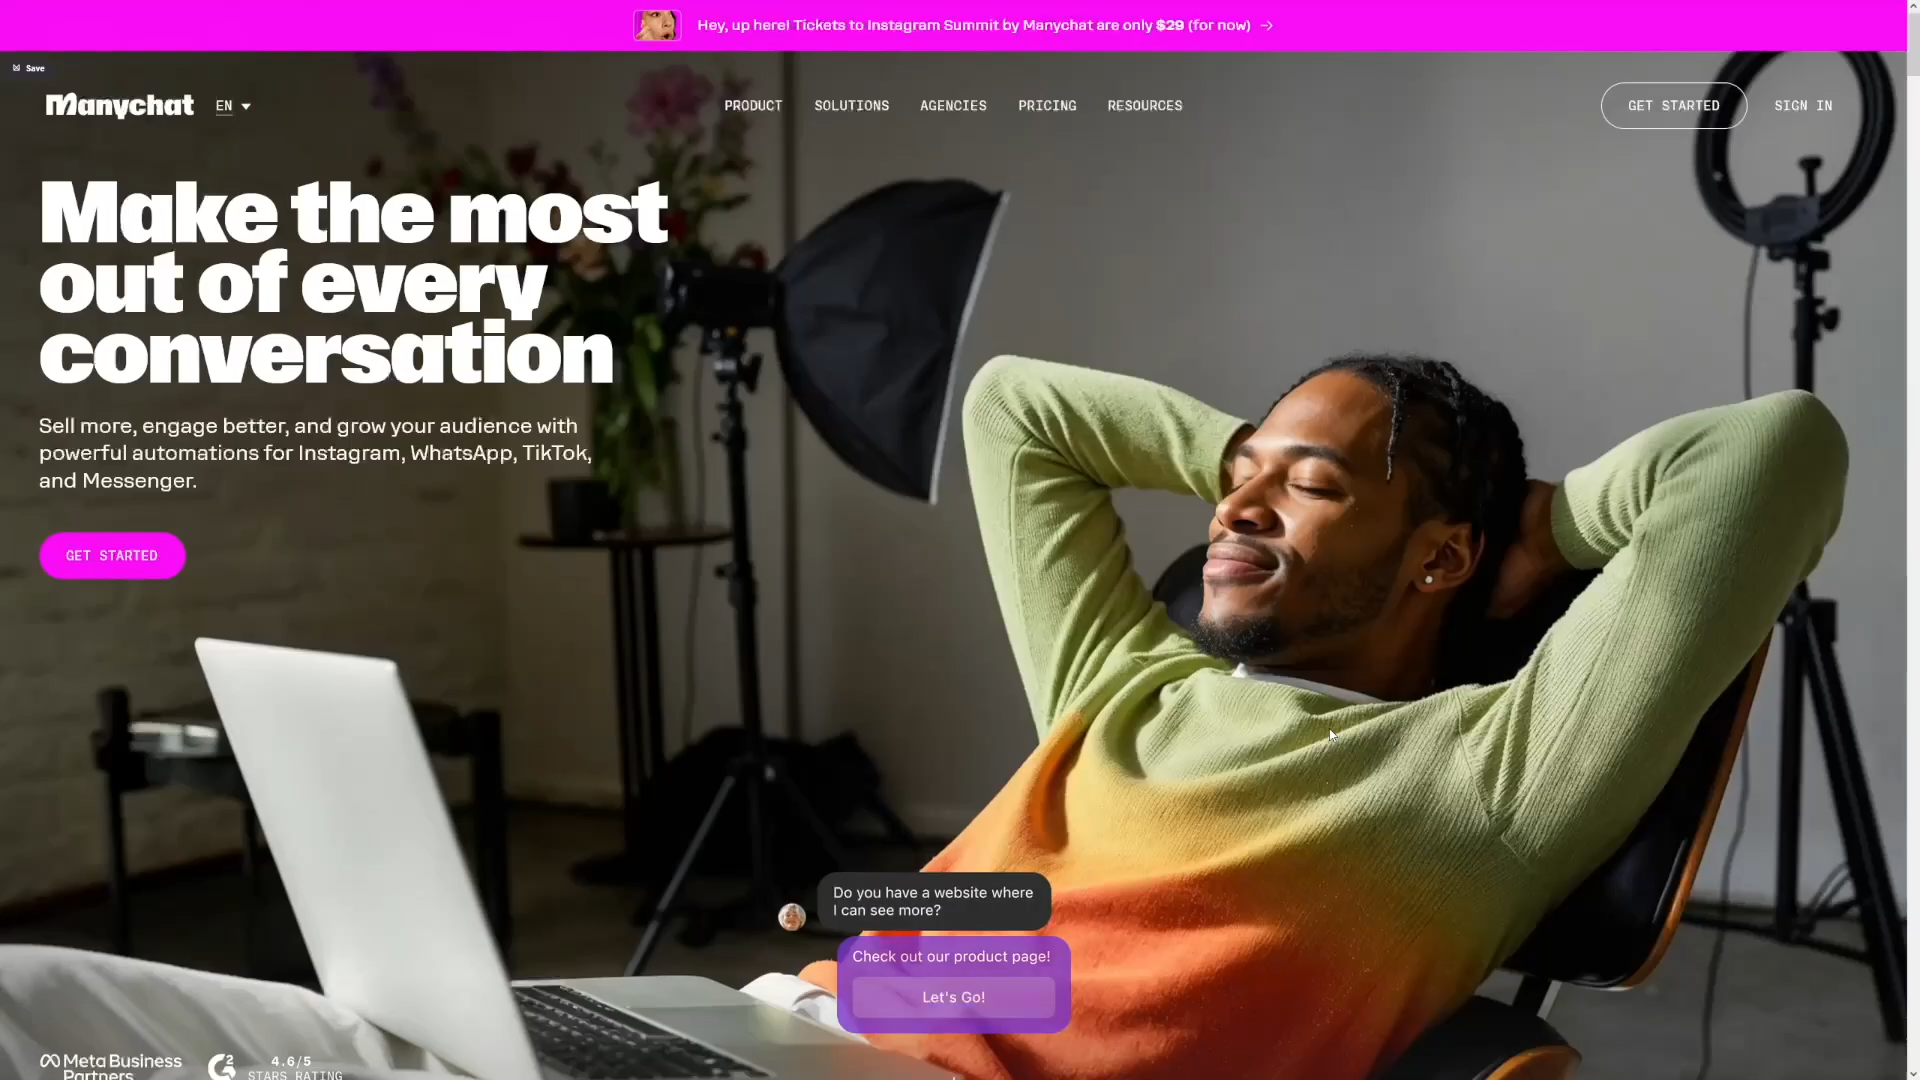 Hey, up here! Tickets to Instagram Summit by Manychat are only $29 (for now) →
Save
Manychat
EN
PRODUCT
SOLUTIONS
AGENCIES
PRICING
RESOURCES
GET STARTED
SIGN IN
Make the most
out of every
conversation
Sell more, engage better, and grow your audience with
powerful automations for Instagram, WhatsApp, TikTok,
and Messenger.
GET STARTED
Do you have a website where
I can see more?
Check out our product page!
Let's Go!
Meta Business
Partners
G2
4.6/5
STARS RATING